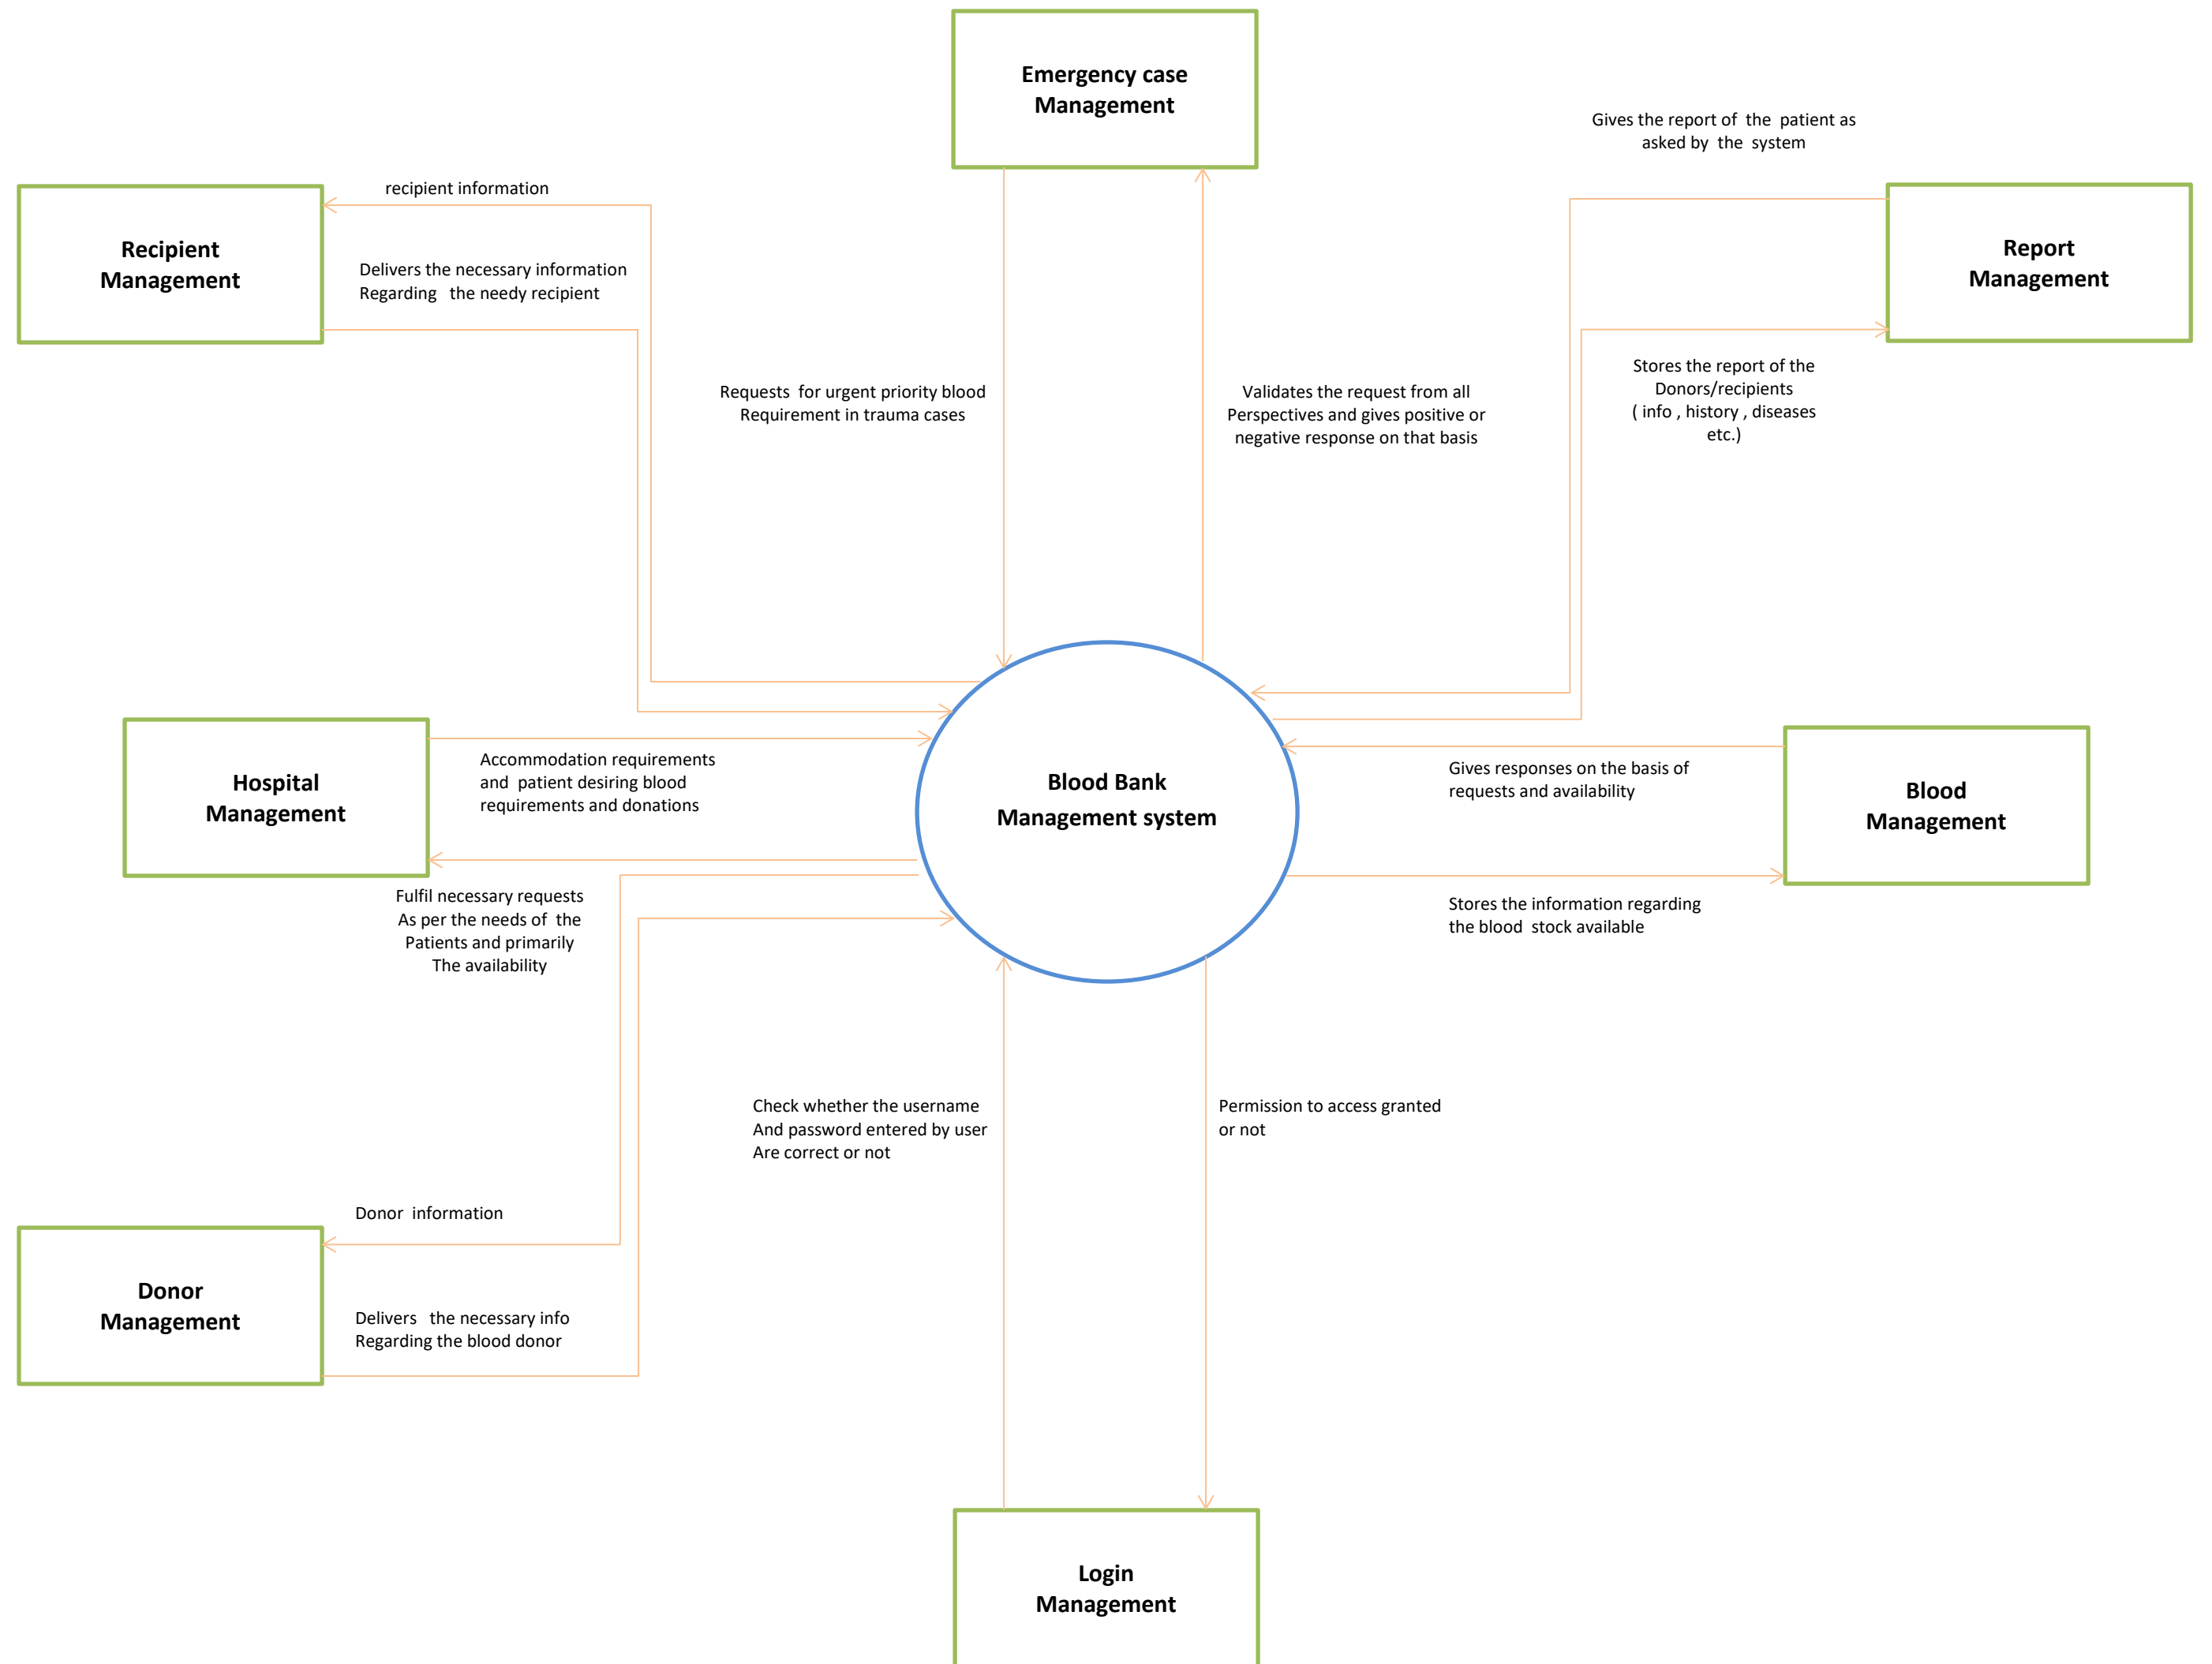 Emergency case
Management
Gives the report of  the  patient as
asked by  the  system
recipient information
Recipient
Management
Delivers the necessary information
Regarding   the needy recipient
Report
Management
Requests  for urgent priority blood
Requirement in trauma cases
Validates the request from all
Perspectives and gives positive or
negative response on that basis
Stores the report of the
Donors/recipients
( info , history , diseases
etc.)
Hospital
Management
Accommodation requirements
and  patient desiring blood
requirements and donations
Blood Bank
Management system
Gives responses on the basis of
requests and availability
Blood
Management
Fulfil necessary requests
As per the needs of  the
Patients and primarily
The availability
Stores the information regarding
the blood  stock available
Check whether the username
And password entered by user
Are correct or not
Permission to access granted
or not
Donor  information
Donor
Management
Delivers   the necessary info
Regarding the blood donor
Login
Management